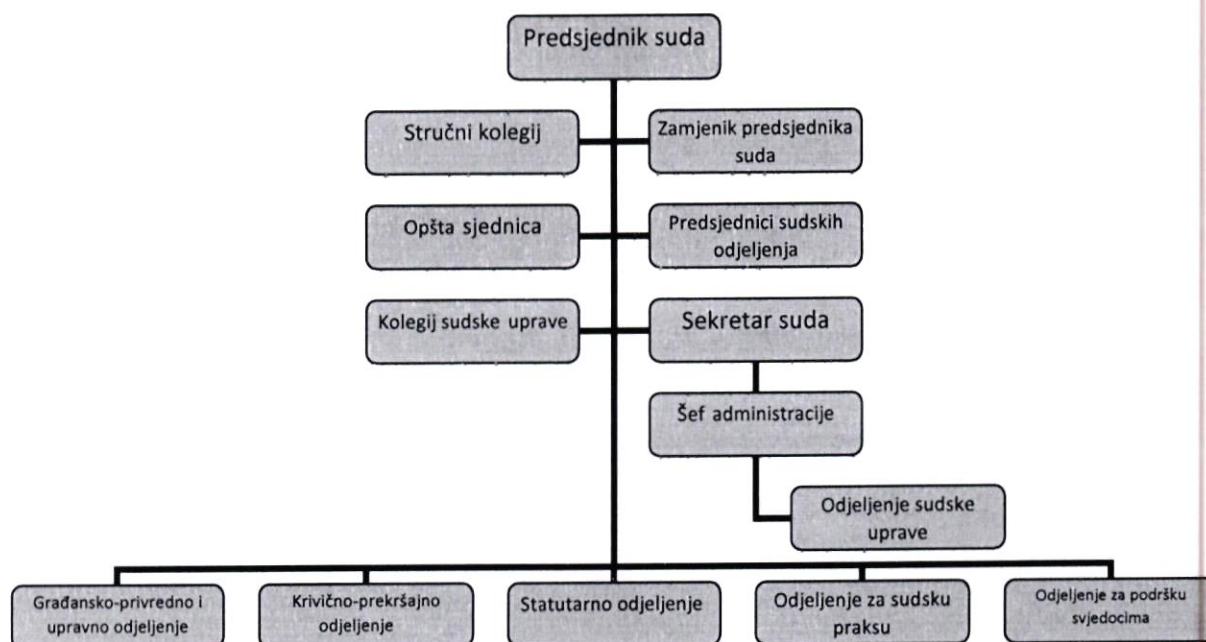 Predsjednik suda
Stručni kolegij
Zamjenik predsjednika
suda
Opšta sjednica
Predsjednici sudskih
odjeljenja
Kolegij sudske uprave
Sekretar suda
Šef administracije
Odjeljenje sudske
uprave
Građansko-privredno i
upravno odjeljenje
Krivično-prekršajno
odjeljenje
Statutarno odjeljenje
Odjeljenje za sudsku
praksu
Odjeljenje za podršku
svjedocima